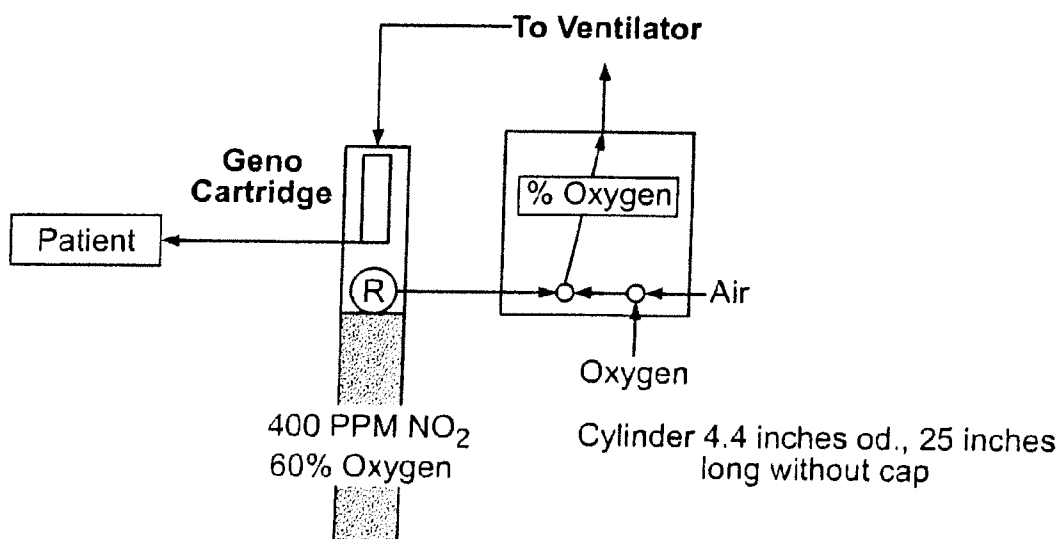 To Ventilator
Geno
Cartridge
% Oxygen
Patient
R
Air
Oxygen
400 PPM NO₂
60% Oxygen
Cylinder 4.4 inches od., 25 inches
long without cap